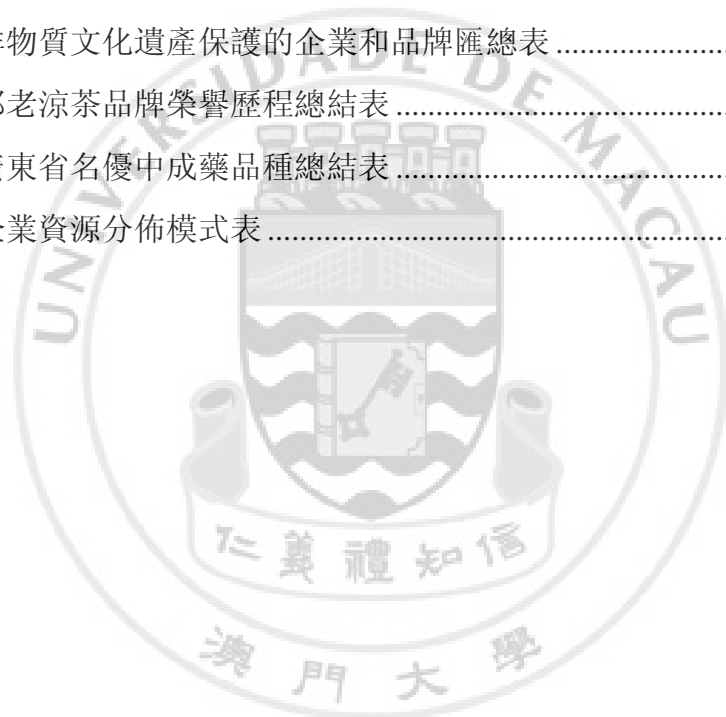 物質文化遺產保護的企業和品牌匯總表....................
老涼茶品牌榮譽歷程總結表....................
東省名優中成藥品種總結表....................
業資源分佈模式表....................
UNIVERSIDADE DE MACAU
仁義禮知信
澳門大學